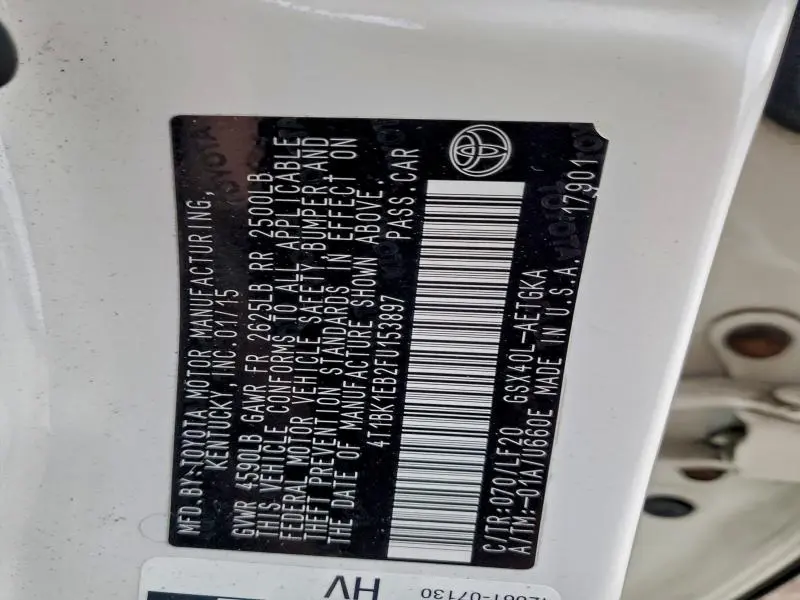 MFD.BY:TOYOTA MOTOR MANUFACTURING,
KENTUCKY, INC.01/15
GVWR 4590LB GAWR FR 2625LB RR 2500LB
THIS VEHICLE CONFORMS TO ALL APPLICABLE
FEDERAL MOTOR VEHICLE SAFETY,BUMPER,AND
THEFT PREVENTION STANDARDS IN EFFECT ON
THE DATE OF MANUFACTURE SHOWN ABOVE.
4T1BK1EB2FU153897 PASS.CAR
C/TR:070/LF20 GSX40L-AETGKA
A/TM:-01A/U660E MADE IN U.S.A. 17901
TOYOTA
TOYOTA
HV